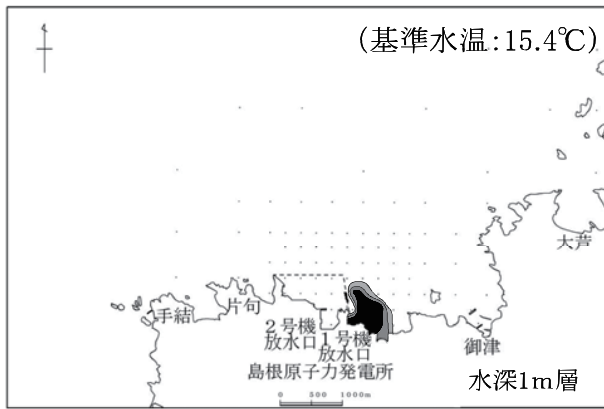 (基準水温:15.4℃)
大芦
手結
片句
2号機
放水口
1号機
放水口
御津
島根原子力発電所
水深1m層
0 500 1000m